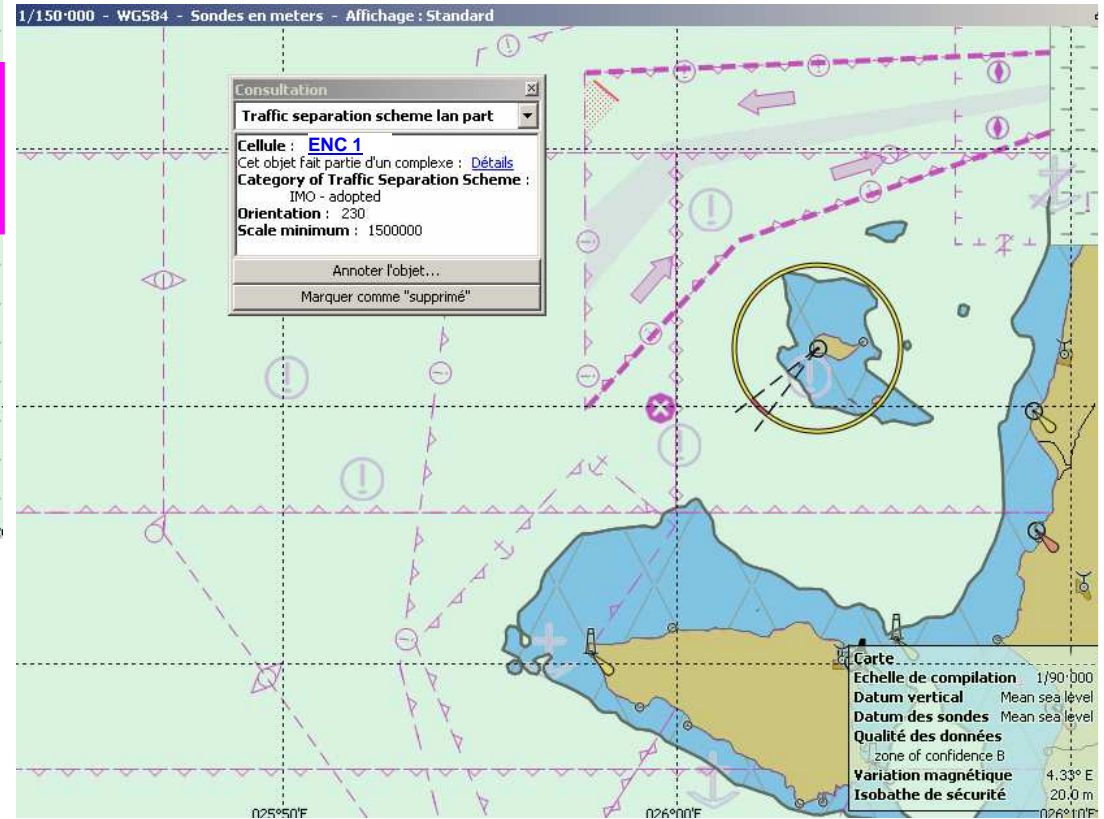 1/150·000 - WGS84 - Sondes en meters - Affichage : Standard
Consultation
Traffic separation scheme lan part
Cellule : ENC 1
Cet objet fait partie d'un complexe : Détails
Category of Traffic Separation Scheme :
IMO - adopted
Orientation : 230
Scale minimum : 1500000
Annoter l'objet...
Marquer comme "supprimé"
Carte
Echelle de compilation 1/90·000
Datum vertical Mean sea level
Datum des sondes Mean sea level
Qualité des données
zone of confidence B
Variation magnétique 4.33° E
Isobathe de sécurité 20.0 m
025°50'E
026°00'E
026°10'E